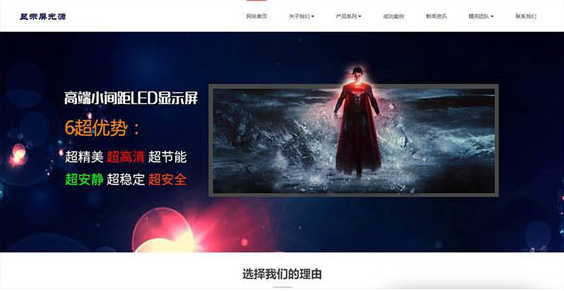 显示屏光源
网站首页 关于我们 产品系列 成功案例 新闻资讯 精英团队 联系我们
高端小间距LED显示屏
6超优势：
超精美 超高清 超节能
超安静 超稳定 超安全
选择我们的理由